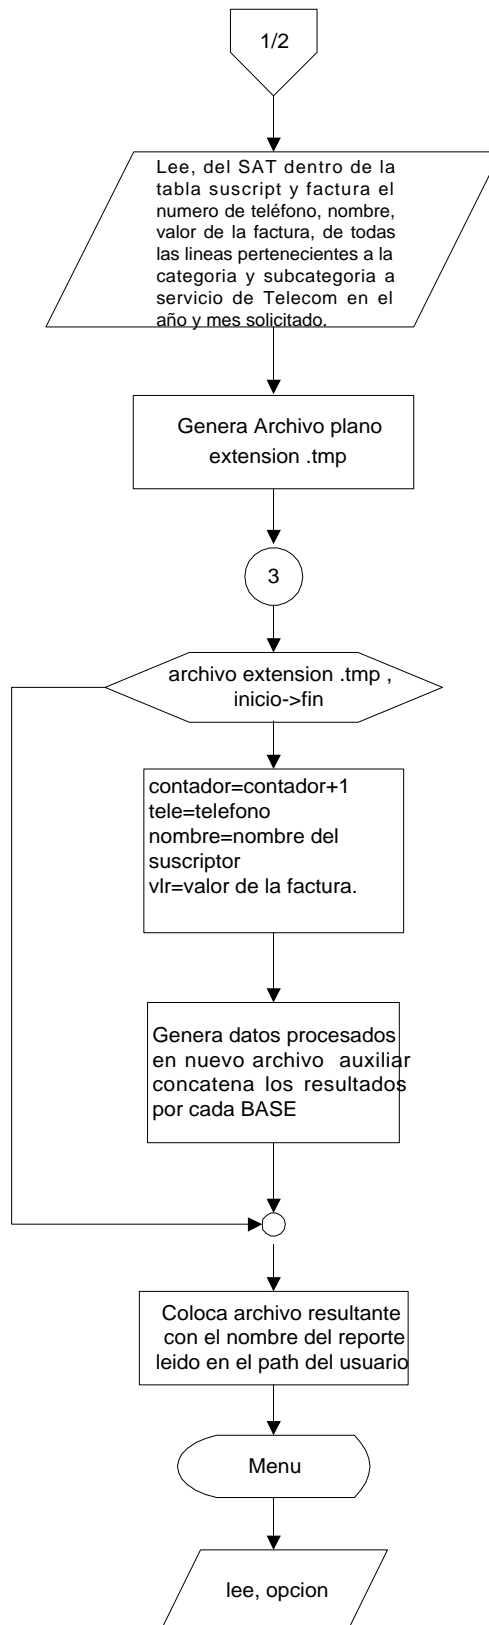 1/2
Lee, del SAT dentro de la
tabla suscript y factura el
numero de teléfono, nombre,
valor de la factura, de todas
las lineas pertenecientes a la
categoria y subcategoria a
servicio de Telecom en el
año y mes solicitado.
Genera Archivo plano
extension .tmp
3
archivo extension .tmp ,
inicio->fin
contador=contador+1
tele=telefono
nombre=nombre del
suscriptor
vlr=valor de la factura.
Genera datos procesados
en nuevo archivo auxiliar
concatena los resultados
por cada BASE
Coloca archivo resultante
con el nombre del reporte
leido en el path del usuario
Menu
lee, opcion